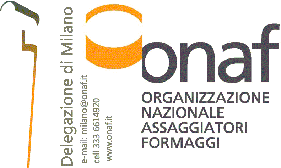 Delegazione di Milano
e-mail: milano@onaf.it
cell 333 6614920
www.onaf.it
onaf
ORGANIZZAZIONE
NAZIONALE
ASSAGGIATORI
FORMAGGI